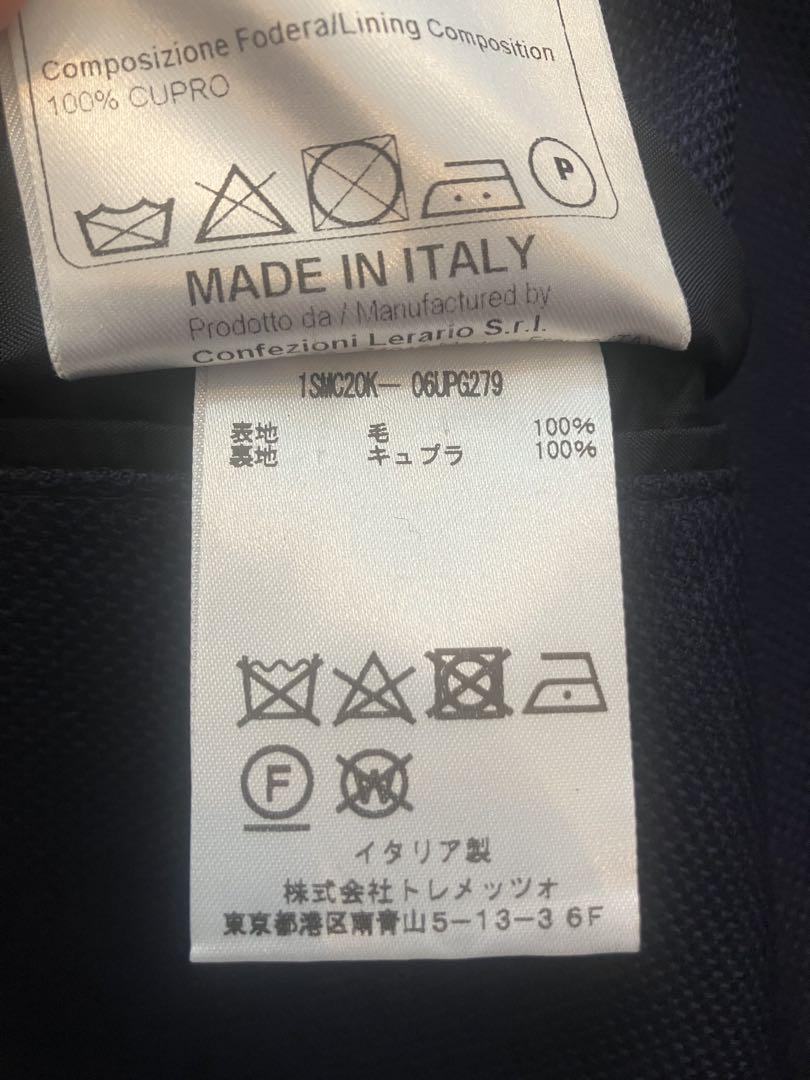 Composizione Fodera/Lining Composition
100% CUPRO
P
MADE IN ITALY
Prodotto da / Manufactured by
Confezioni Lerario S.r.l.
1SMC20K— 06UPG279
表地 毛 100%
裏地 キュプラ 100%
F W
イタリア製
株式会社トレメッツォ
東京都港区南青山5−13−3 6F